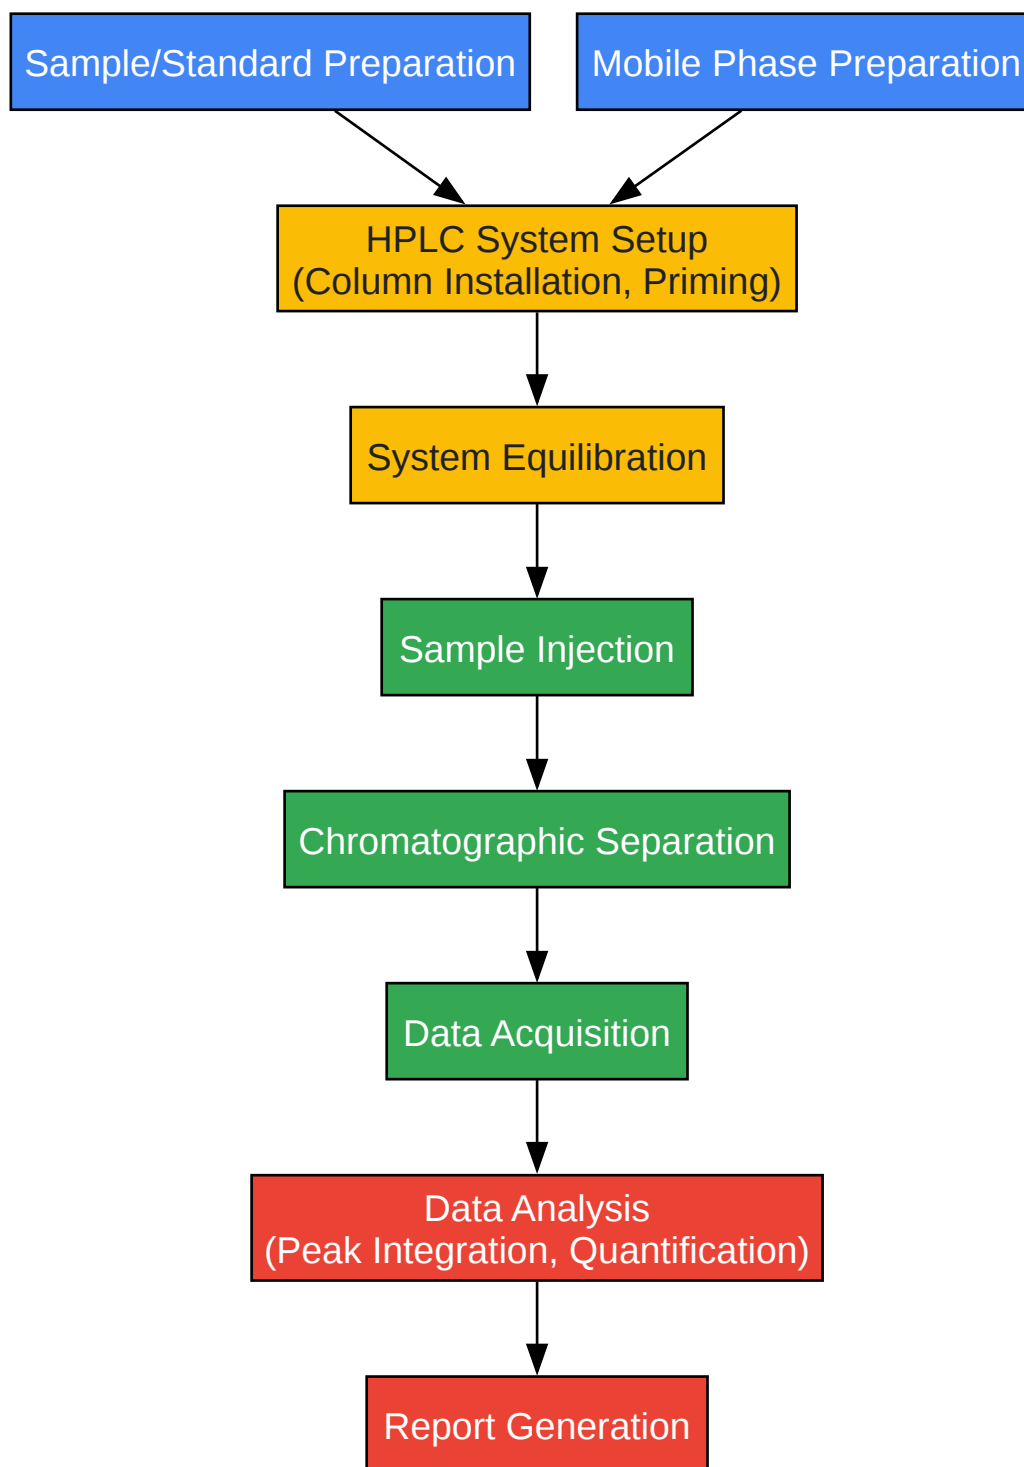 Sample/Standard Preparation
Mobile Phase Preparation
HPLC System Setup
(Column Installation, Priming)
System Equilibration
Sample Injection
Chromatographic Separation
Data Acquisition
Data Analysis
(Peak Integration, Quantification)
Report Generation